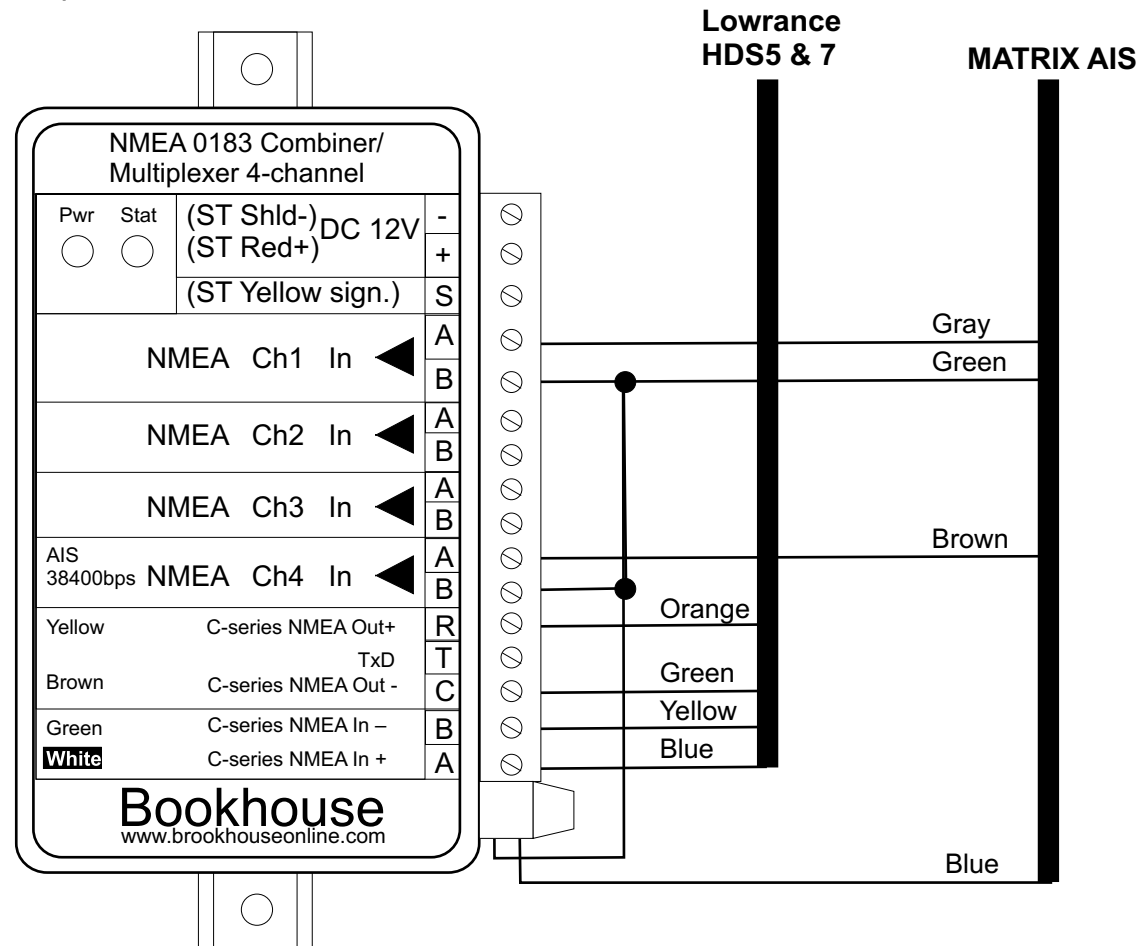 Lowrance
HDS5 & 7
MATRIX AIS
NMEA 0183 Combiner/
Multiplexer 4-channel
Pwr Stat
(ST Shld-) DC 12V -
(ST Red+) +
(ST Yellow sign.) S
NMEA Ch1 In A
B
Gray
Green
NMEA Ch2 In A
B
NMEA Ch3 In A
B
AIS
38400bps NMEA Ch4 In A
B
Brown
Yellow C-series NMEA Out+ R
Orange
TxD T
Brown C-series NMEA Out - C
Green
Green C-series NMEA In – B
Yellow
White C-series NMEA In + A
Blue
Bookhouse
www.brookhouseonline.com
Blue